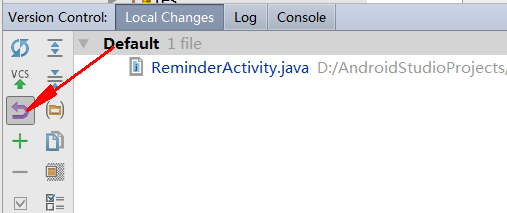 Version Control: Local Changes Log Console
Default 1 file
VCS
ReminderActivity.java D:/AndroidStudioProjects/